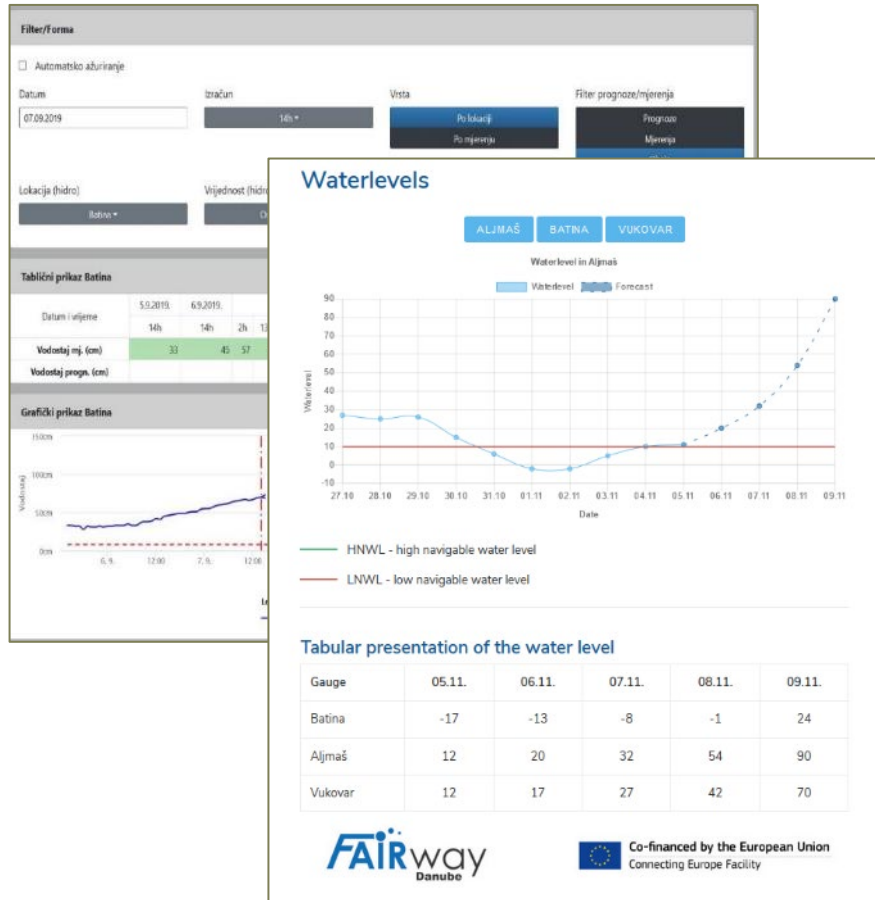 Filter/Forma
Automatsko ažuriranje
Datum
Izračun
Vrsta
Filter prognoze/mjerenja
07.09.2019
14h
Po lokaciji
Prognoze
Po mjerenju
Mjerenja
Lokacija (hidro)
Vrijednost (hidro
Batina
Tablični prikaz Batina
Datum i vrijeme
5.9.2019.
6.9.2019.
14h
14h
2h
Vodostaj mj. (cm)
33
45
57
Vodostaj progn. (cm)
Grafički prikaz Batina
150cm
100cm
50cm
0cm
Vodostaj
6. 9.
12:00
7. 9.
12:00
Waterlevels
ALJMAŠ
BATINA
VUKOVAR
Waterlevel in Aljmaš
Waterlevel
Forecast
90
80
70
60
50
40
30
20
10
0
-10
Waterlevel
27.10
28.10
29.10
30.10
31.10
01.11
02.11
03.11
04.11
05.11
06.11
07.11
08.11
09.11
Date
HNWL - high navigable water level
LNWL - low navigable water level
Tabular presentation of the water level
Gauge 05.11. 06.11. 07.11. 08.11. 09.11.
Batina -17 -13 -8 -1 24
Aljmaš 12 20 32 54 90
Vukovar 12 17 27 42 70
FAIRway
Danube
Co-financed by the European Union
Connecting Europe Facility